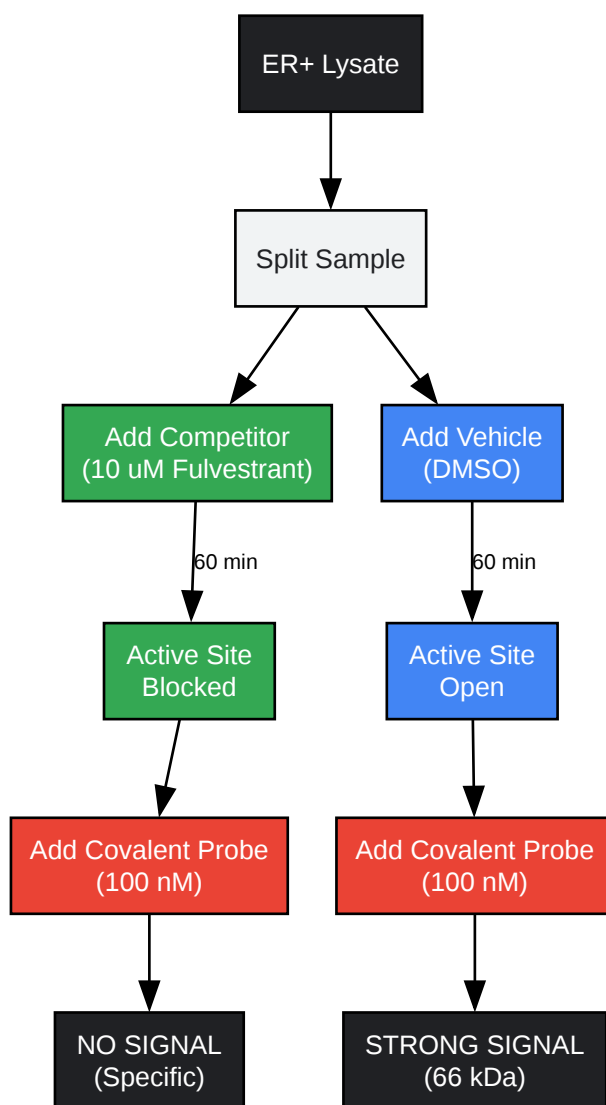 ER+ Lysate
Split Sample
Add Competitor
(10 uM Fulvestrant)
Add Vehicle
(DMSO)
60 min
60 min
Active Site
Blocked
Active Site
Open
Add Covalent Probe
(100 nM)
Add Covalent Probe
(100 nM)
NO SIGNAL
(Specific)
STRONG SIGNAL
(66 kDa)